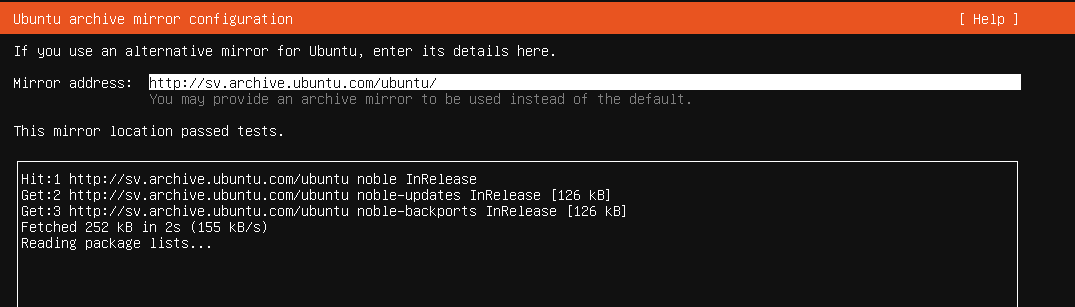 Ubuntu archive mirror configuration [ Help ]
If you use an alternative mirror for Ubuntu, enter its details here.
Mirror address: http://sv.archive.ubuntu.com/ubuntu/
You may provide an archive mirror to be used instead of the default.
This mirror location passed tests.
Hit:1 http://sv.archive.ubuntu.com/ubuntu noble InRelease
Get:2 http://sv.archive.ubuntu.com/ubuntu noble-updates InRelease [126 kB]
Get:3 http://sv.archive.ubuntu.com/ubuntu noble-backports InRelease [126 kB]
Fetched 252 kB in 2s (155 kB/s)
Reading package lists...